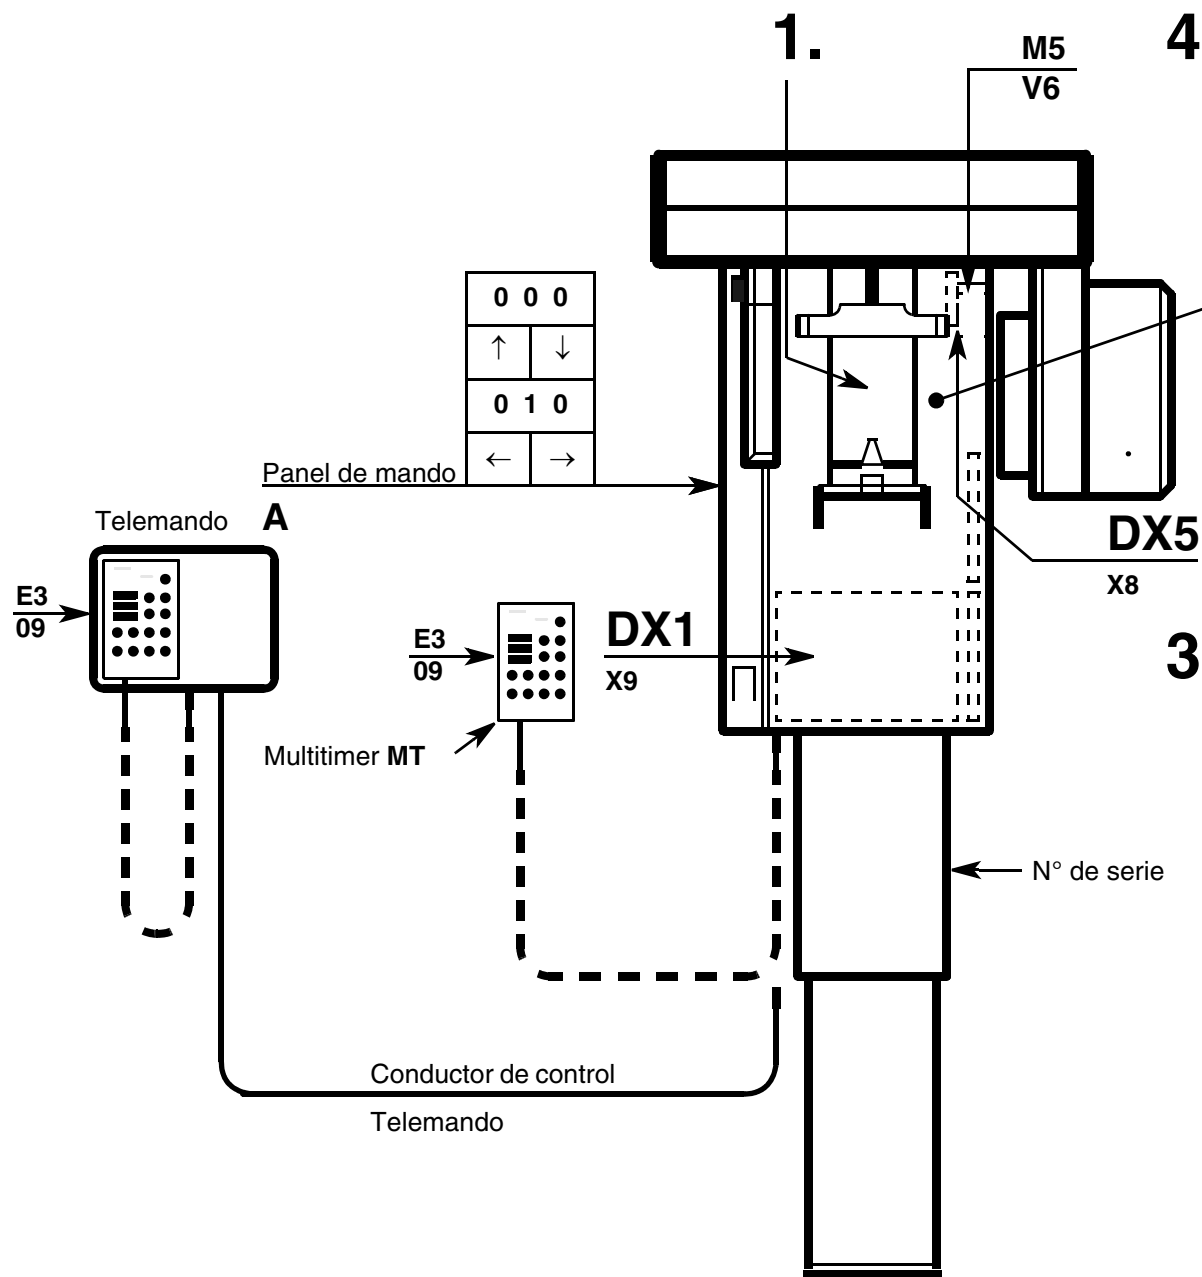 1.
4
M5
V6
0 0 0
↑ ↓
0 1 0
← →
Panel de mando
A
Telemando
E3
09
E3
09
DX1
X9
DX5
X8
3
Multitimer MT
N° de serie
Conductor de control
Telemando